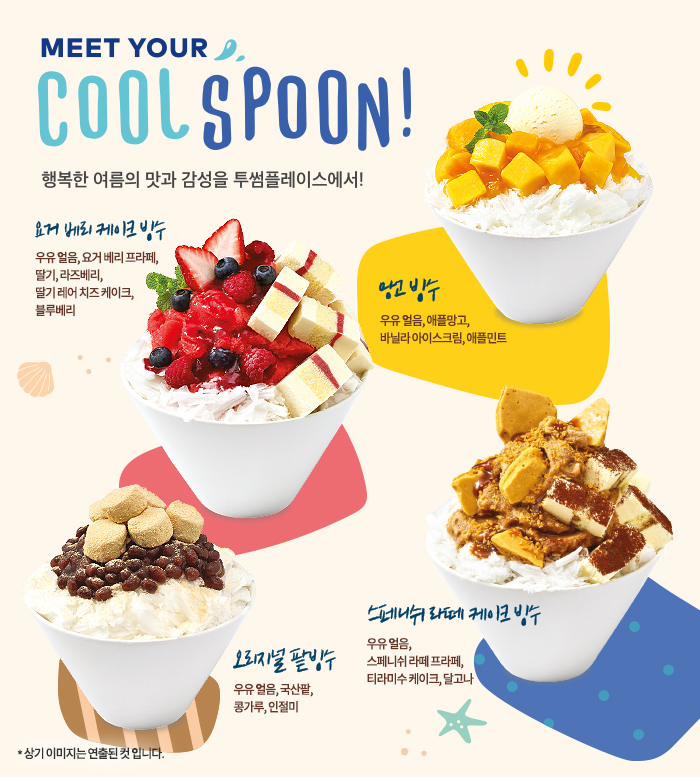 MEET YOUR
COOL SPOON!
행복한 여름의 맛과 감성을 투썸플레이스에서!
요거 베리 케이크 빙수
우유 얼음, 요거 베리 프라페,
딸기, 라즈베리,
딸기 레어 치즈 케이크,
블루베리
망고 빙수
우유 얼음, 애플망고,
바닐라 아이스크림, 애플민트
스페니쉬 라떼 케이크 빙수
우유 얼음,
스페니쉬 라떼 프라페,
티라미수 케이크, 달고나
오리지널 팥빙수
우유 얼음, 국산팥,
콩가루, 인절미
* 상기 이미지는 연출된 컷 입니다.